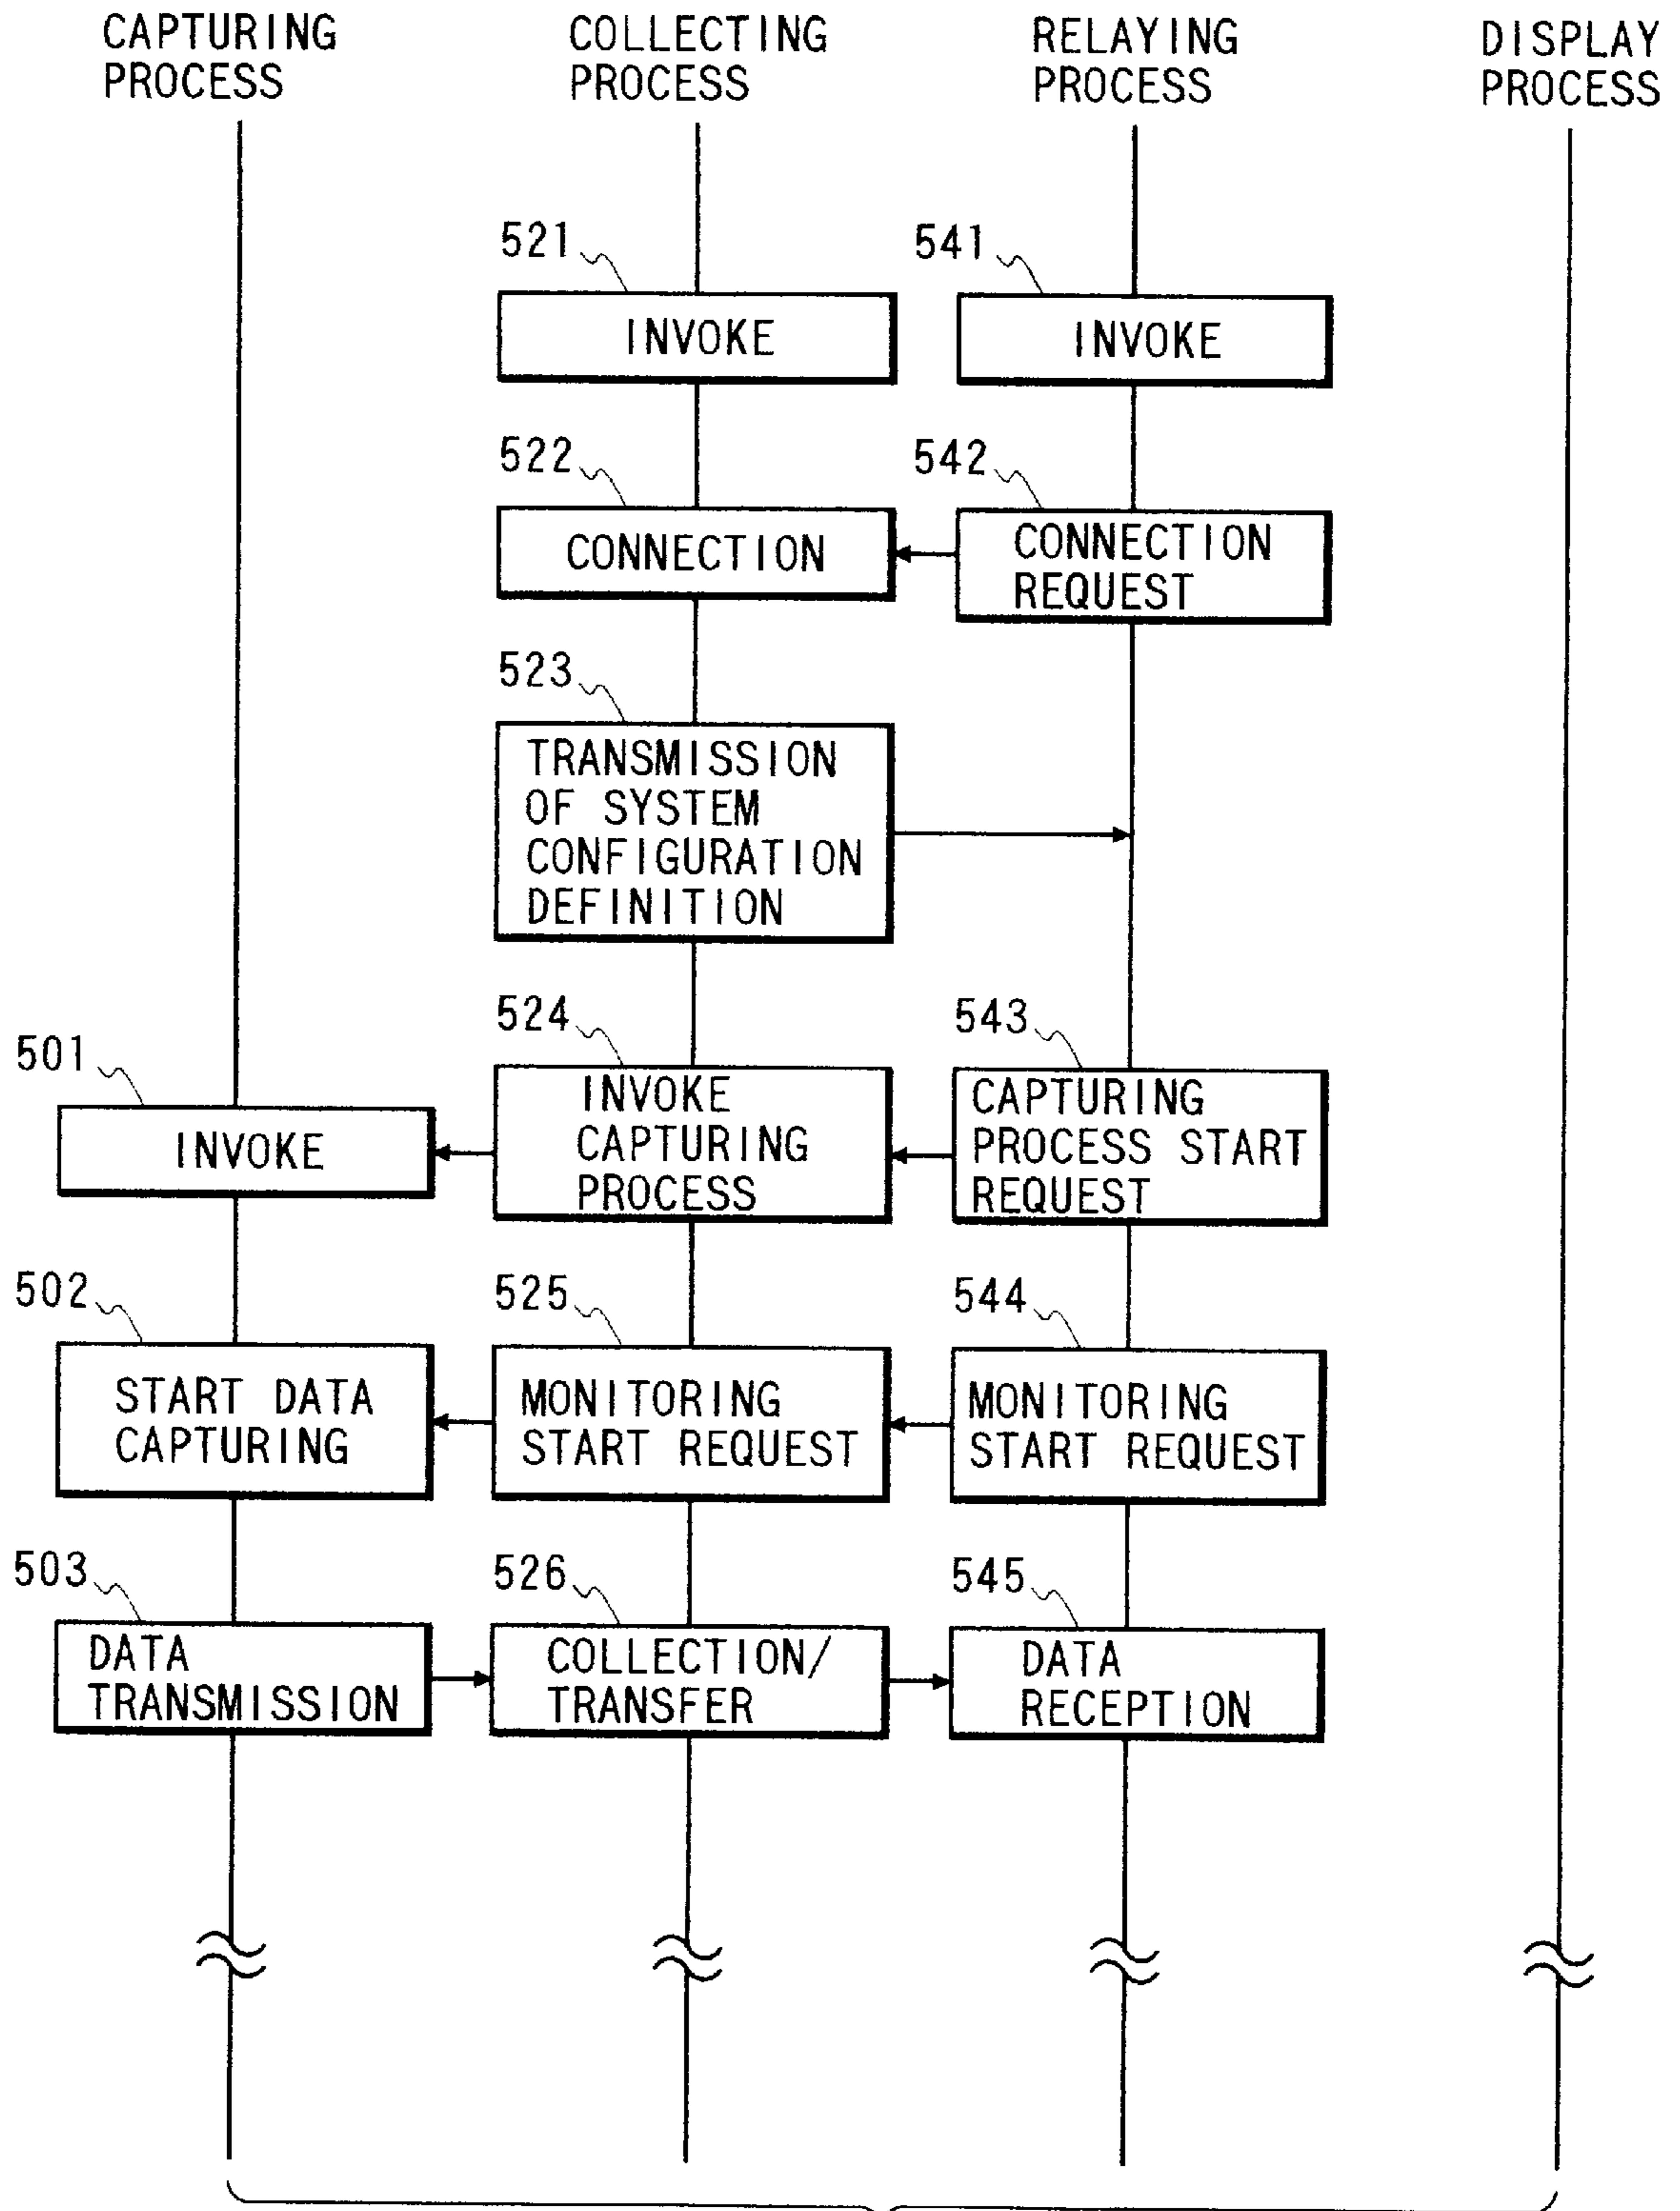 CAPTURING
PROCESS
COLLECTING
PROCESS
RELAYING
PROCESS
DISPLAY
PROCESS
521
INVOKE
541
INVOKE
522
CONNECTION
542
CONNECTION
REQUEST
523
TRANSMISSION
OF SYSTEM
CONFIGURATION
DEFINITION
501
INVOKE
524
INVOKE
CAPTURING
PROCESS
543
CAPTURING
PROCESS START
REQUEST
502
START DATA
CAPTURING
525
MONITORING
START REQUEST
544
MONITORING
START REQUEST
503
DATA
TRANSMISSION
526
COLLECTION/
TRANSFER
545
DATA
RECEPTION